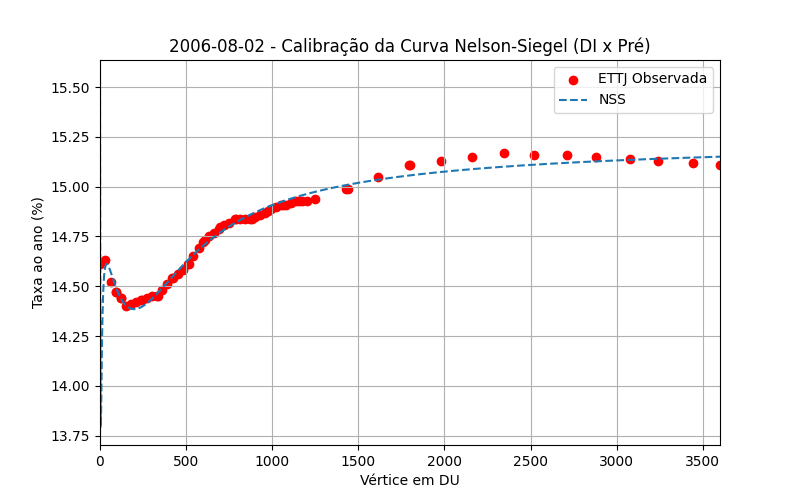 2006-08-02 - Calibração da Curva Nelson-Siegel (DI x Pré)
ETTJ Observada
NSS
Taxa ao ano (%)
15.50
15.25
15.00
14.75
14.50
14.25
14.00
13.75
0 500 1000 1500 2000 2500 3000 3500
Vértice em DU